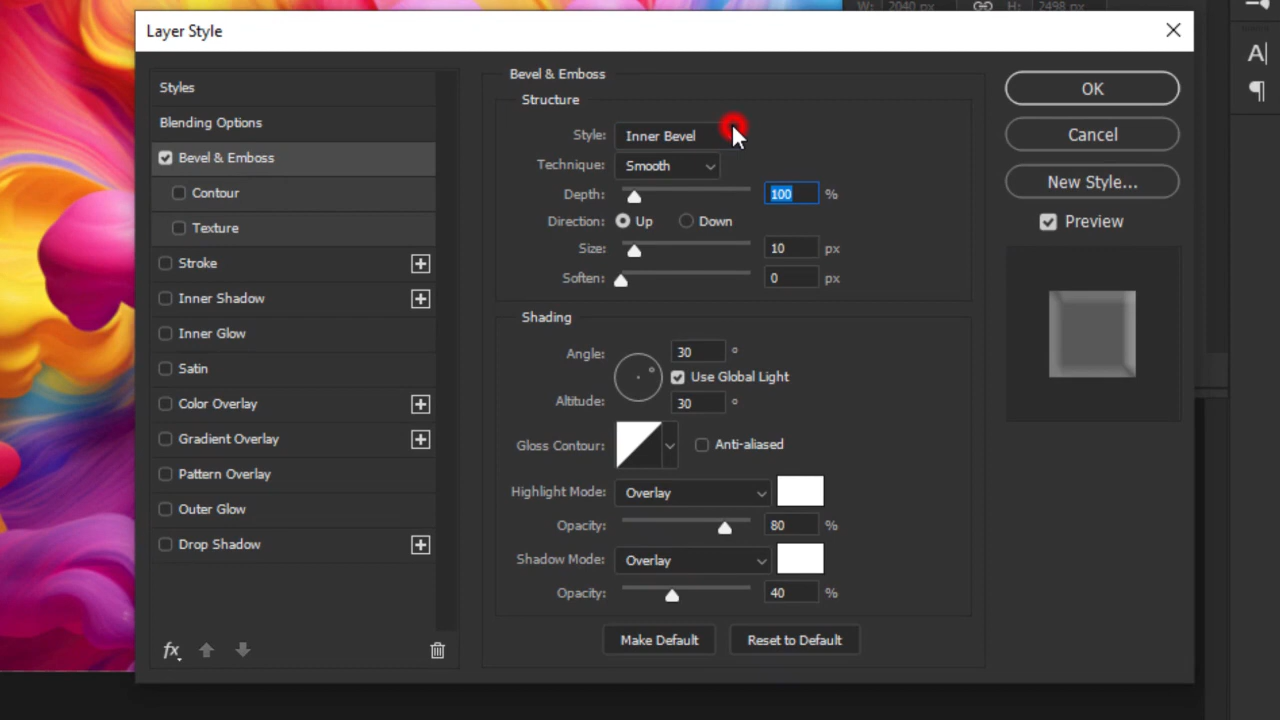 W: 2040 px H: 2498 px
Layer Style
A
¶
Styles
Blending Options
Bevel & Emboss
Contour
Texture
Stroke
Inner Shadow
Inner Glow
Satin
Color Overlay
Gradient Overlay
Pattern Overlay
Outer Glow
Drop Shadow
fx
Bevel & Emboss
Structure
Style: Inner Bevel
Technique: Smooth
Depth: 100 %
Direction: Up Down
Size: 10 px
Soften: 0 px
Shading
Angle: 30 °
Use Global Light
Altitude: 30 °
Gloss Contour: Anti-aliased
Highlight Mode: Overlay
Opacity: 80 %
Shadow Mode: Overlay
Opacity: 40 %
Make Default Reset to Default
OK
Cancel
New Style...
Preview